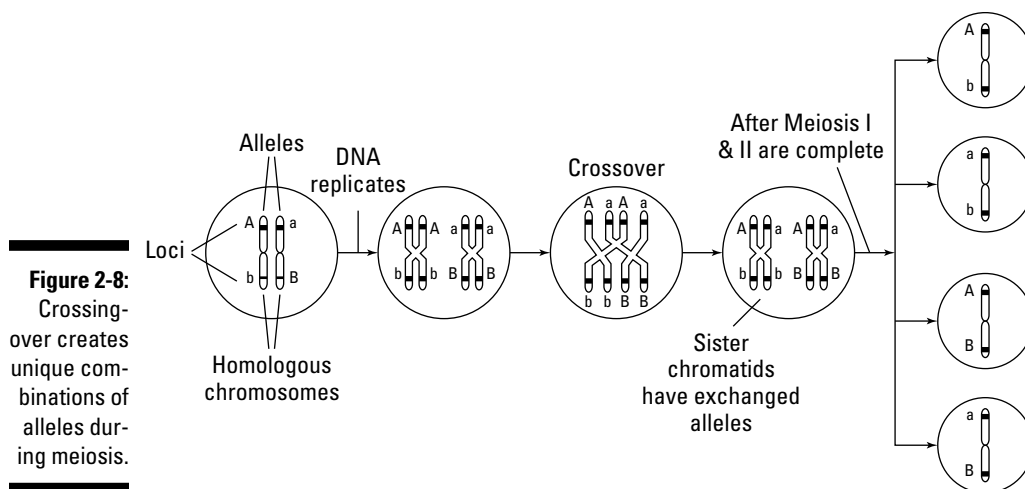 Figure 2-8:
Crossing-
over creates
unique com-
binations of
alleles dur-
ing meiosis.
Alleles
Loci
A a
b B
Homologous
chromosomes
DNA
replicates
A A a a
b b B B
Crossover
A a A a
b b B B
A a A a
b b B B
Sister
chromatids
have exchanged
alleles
After Meiosis I
& II are complete
A
b
a
b
A
B
a
B